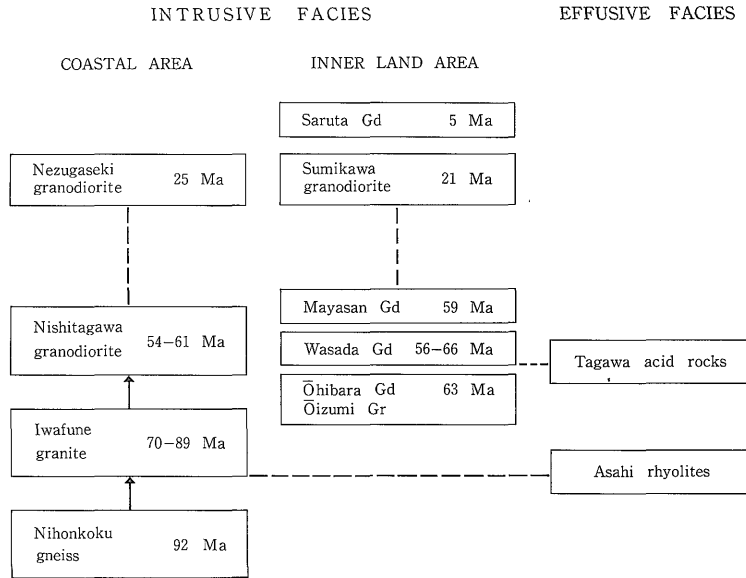 INTRUSIVE FACIES
EFFUSIVE FACIES
COASTAL AREA
INNER LAND AREA
Saruta Gd 5 Ma
Nezugaseki
granodiorite 25 Ma
Sumikawa
granodiorite 21 Ma
Nishitagawa
granodiorite 54-61 Ma
Mayasan Gd 59 Ma
Wasada Gd 56-66 Ma
Ōhibara Gd 63 Ma
Ōizumi Gr
Tagawa acid rocks
Iwafune
granite 70-89 Ma
Asahi rhyolites
Nihonkoku
gneiss 92 Ma